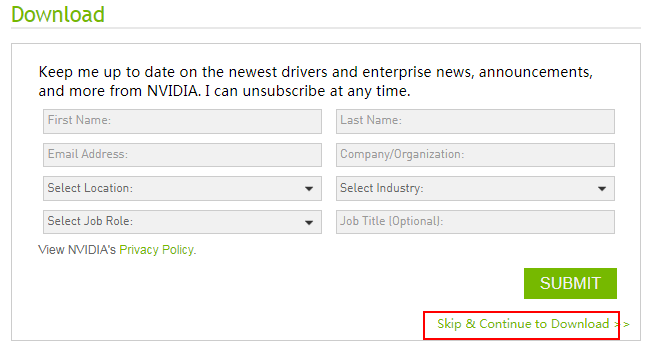 Download
Keep me up to date on the newest drivers and enterprise news, announcements,
and more from NVIDIA. I can unsubscribe at any time.
First Name: Last Name:
Email Address: Company/Organization:
Select Location: Select Industry:
Select Job Role: Job Title (Optional):
View NVIDIA's Privacy Policy.
SUBMIT
Skip & Continue to Download >>